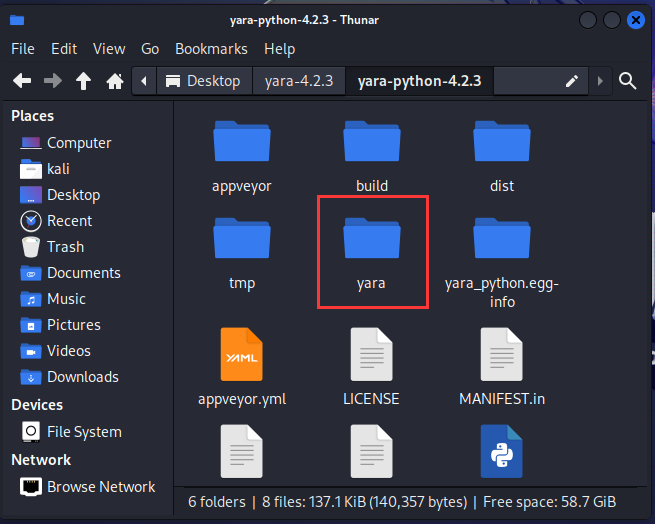 yara-python-4.2.3 - Thunar
File Edit View Go Bookmarks Help
Desktop yara-4.2.3 yara-python-4.2.3
Places
Computer
kali
Desktop
Recent
Trash
Documents
Music
Pictures
Videos
Downloads
Devices
File System
Network
Browse Network
appveyor build dist
tmp yara yara_python.egg-
info
YAML
appveyor.yml LICENSE MANIFEST.in
6 folders | 8 files: 137.1 KiB (140,357 bytes) | Free space: 58.7 GiB